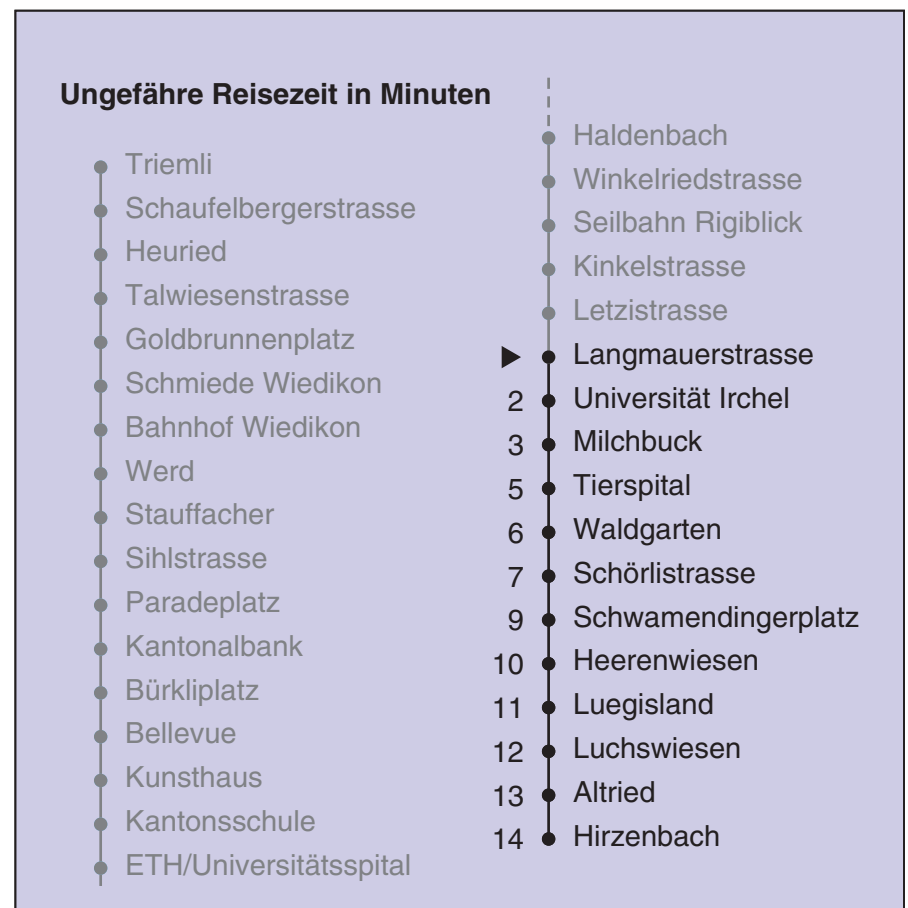 Ungefähre Reisezeit in Minuten
Triemli
Schaufelbergerstrasse
Heuried
Talwiesenstrasse
Goldbrunnenplatz
Schmiede Wiedikon
Bahnhof Wiedikon
Werd
Stauffacher
Sihlstrasse
Paradeplatz
Kantonalbank
Bürkliplatz
Bellevue
Kunsthaus
Kantonsschule
ETH/Universitätsspital
Haldenbach
Winkelriedstrasse
Seilbahn Rigiblick
Kinkelstrasse
Letzistrasse
Langmauerstrasse
2 Universität Irchel
3 Milchbuck
5 Tierspital
6 Waldgarten
7 Schörlistrasse
9 Schwamendingerplatz
10 Heerenwiesen
11 Luegisland
12 Luchswiesen
13 Altried
14 Hirzenbach